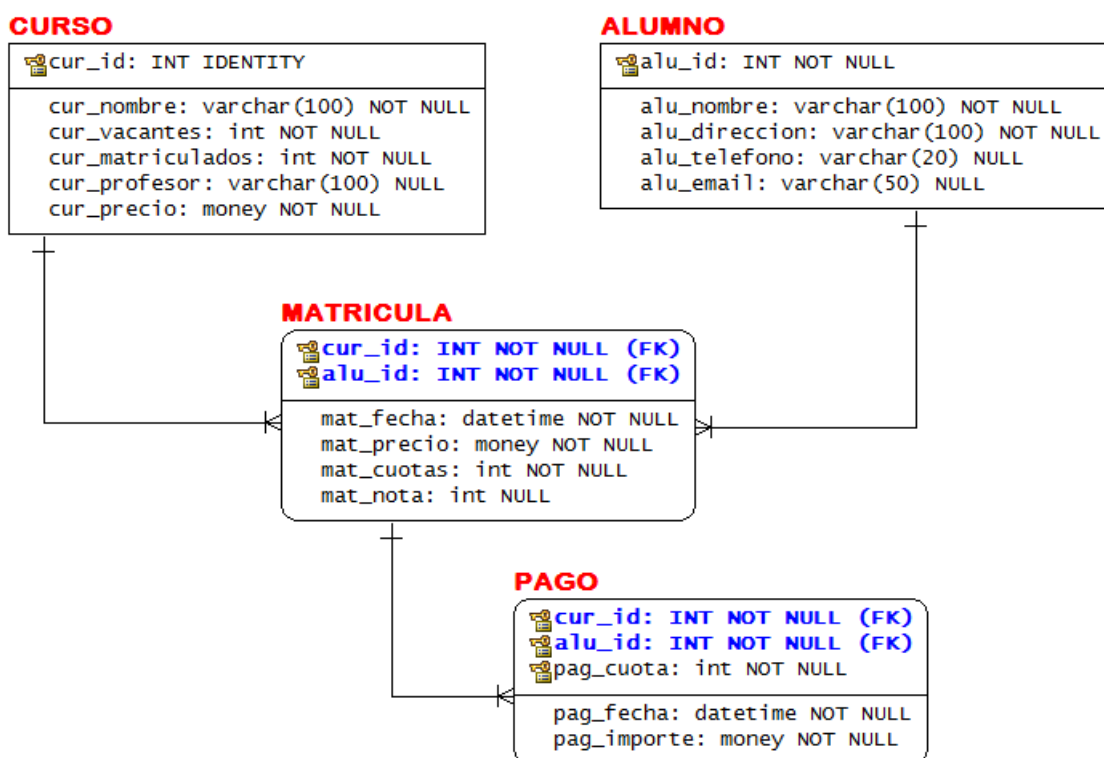 CURSO
cur_id: INT IDENTITY
cur_nombre: varchar(100) NOT NULL
cur_vacantes: int NOT NULL
cur_matriculados: int NOT NULL
cur_profesor: varchar(100) NULL
cur_precio: money NOT NULL
ALUMNO
alu_id: INT NOT NULL
alu_nombre: varchar(100) NOT NULL
alu_direccion: varchar(100) NOT NULL
alu_telefono: varchar(20) NULL
alu_email: varchar(50) NULL
MATRICULA
cur_id: INT NOT NULL (FK)
alu_id: INT NOT NULL (FK)
mat_fecha: datetime NOT NULL
mat_precio: money NOT NULL
mat_cuotas: int NOT NULL
mat_nota: int NULL
PAGO
cur_id: INT NOT NULL (FK)
alu_id: INT NOT NULL (FK)
pag_cuota: int NOT NULL
pag_fecha: datetime NOT NULL
pag_importe: money NOT NULL